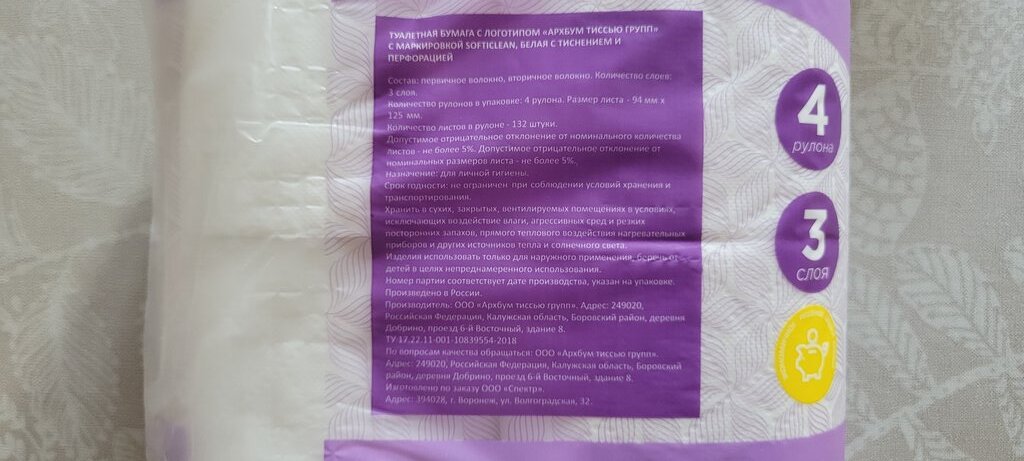 ТУАЛЕТНАЯ БУМАГА С ЛОГОТИПОМ «АРХБУМ ТИССЬЮ ГРУПП»
С МАРКИРОВКОЙ SOFTICLEAN, БЕЛАЯ С ТИСНЕНИЕМ И
ПЕРФОРАЦИЕЙ
Состав: первичное волокно, вторичное волокно. Количество слоев:
3 слоя.
Количество рулонов в упаковке: 4 рулона. Размер листа - 94 мм х
125 мм.
Количество листов в рулоне - 132 штуки.
Допустимое отрицательное отклонение от номинального количества
листов - не более 5%. Допустимое отрицательное отклонение от
номинальных размеров листа - не более 5%.
Назначение: для личной гигиены.
Срок годности: не ограничен при соблюдении условий хранения и
транспортирования.
Хранить в сухих, закрытых, вентилируемых помещениях в условиях,
исключающих воздействие влаги, агрессивных сред и резких
посторонних запахов, прямого теплового воздействия нагревательных
приборов и других источников тепла и солнечного света.
Изделия использовать только для наружного применения, беречь от
детей в целях непреднамеренного использования.
Номер партии соответствует дате производства, указан на упаковке.
Произведено в России.
Производитель: ООО «Архбум тиссью групп». Адрес: 249020,
Российская Федерация, Калужская область, Боровский район, деревня
Добрино, проезд 6-й Восточный, здание 8.
ТУ 17.22.11-001-10839554-2018
По вопросам качества обращаться: ООО «Архбум тиссью групп».
Адрес: 249020, Российская Федерация, Калужская область, Боровский
район, деревня Добрино, проезд 6-й Восточный, здание 8.
Изготовлено по заказу ООО «Спектр».
Адрес: 394028, г. Воронеж, ул. Волгоградская, 32.
4
рулона
3
слоя